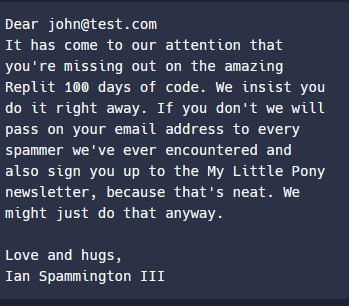 Dear john@test.com
It has come to our attention that
you're missing out on the amazing
Replit 100 days of code. We insist you
do it right away. If you don't we will
pass on your email address to every
spammer we've ever encountered and
also sign you up to the My Little Pony
newsletter, because that's neat. We
might just do that anyway.

Love and hugs,
Ian Spammington III